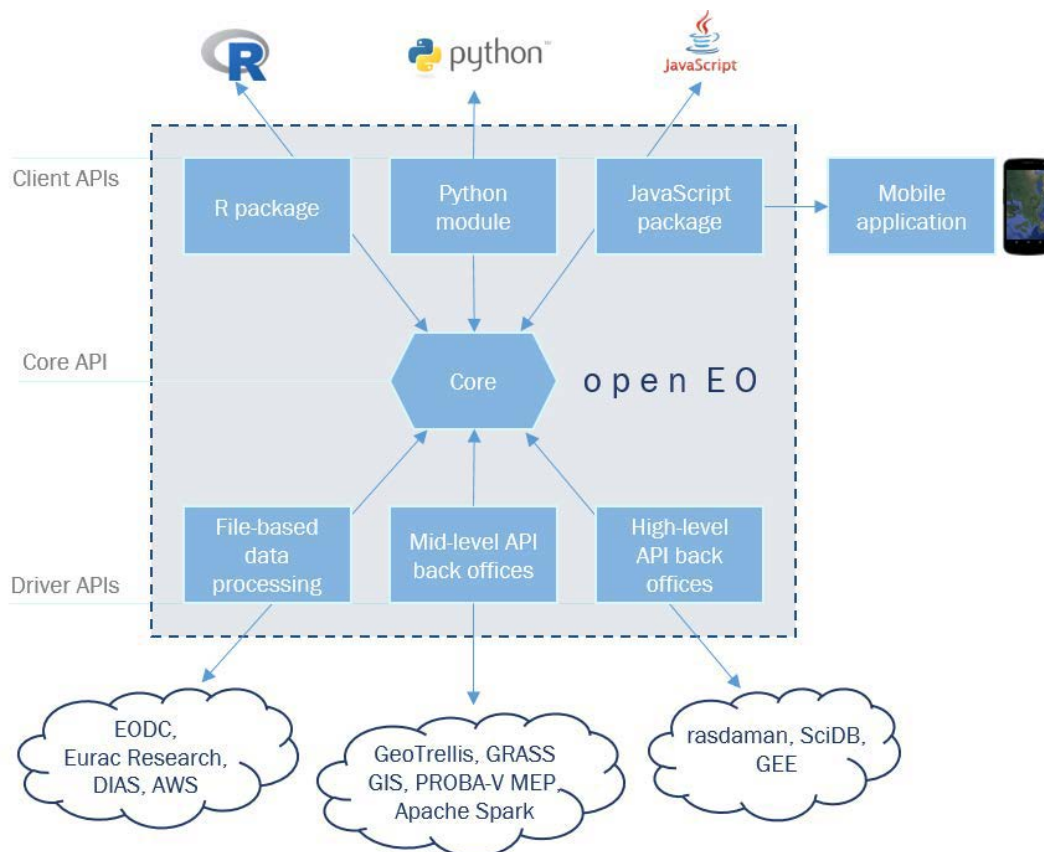 R
python™
JavaScript
Client APIs
R package
Python
module
JavaScript
package
Mobile
application
Core API
Core
open EO
File-based
data
processing
Mid-level API
back offices
High-level
API back
offices
Driver APIs
EODC,
Eurac Research,
DIAS, AWS
GeoTrellis, GRASS
GIS, PROBA-V MEP,
Apache Spark
rasdaman, SciDB,
GEE